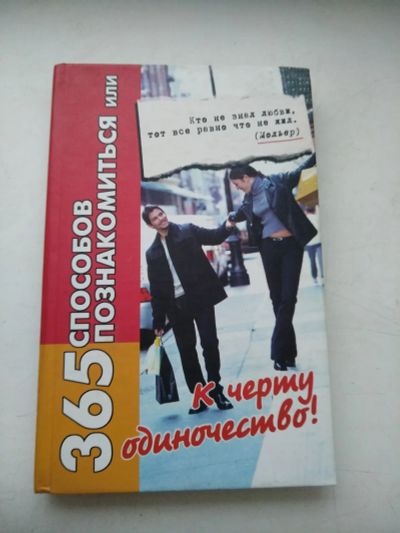 365
СПОСОБОВ
ПОЗНАКОМИТЬСЯ ИЛИ
Кто не знал любви,
тот все равно что не жил.
(Мольер)
К черту
одиночество!